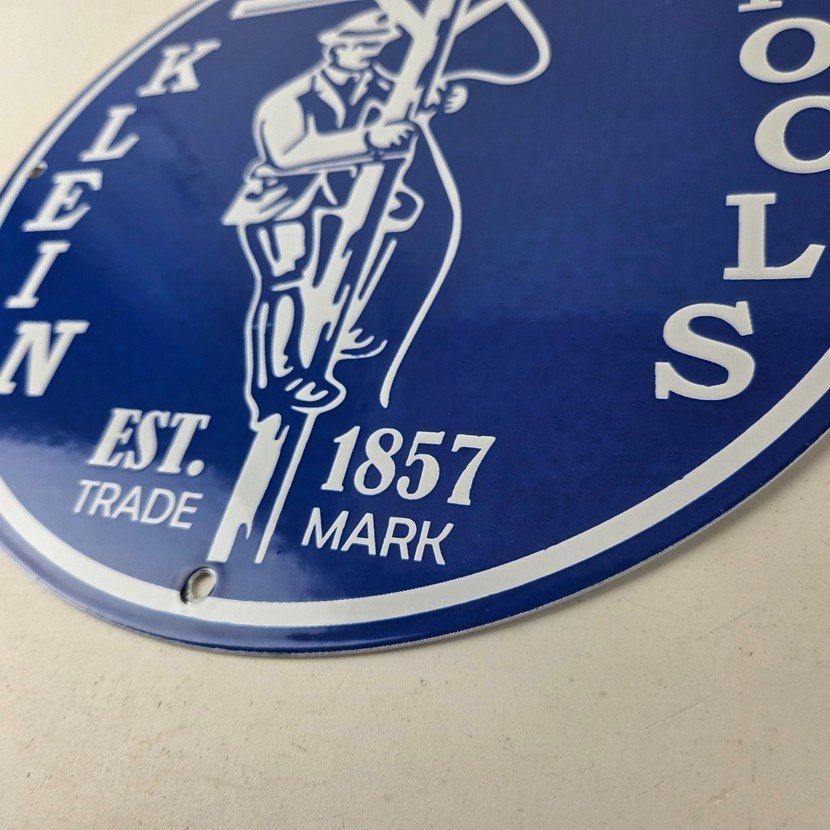 KLEIN
TOOLS
EST. 1857
TRADE MARK